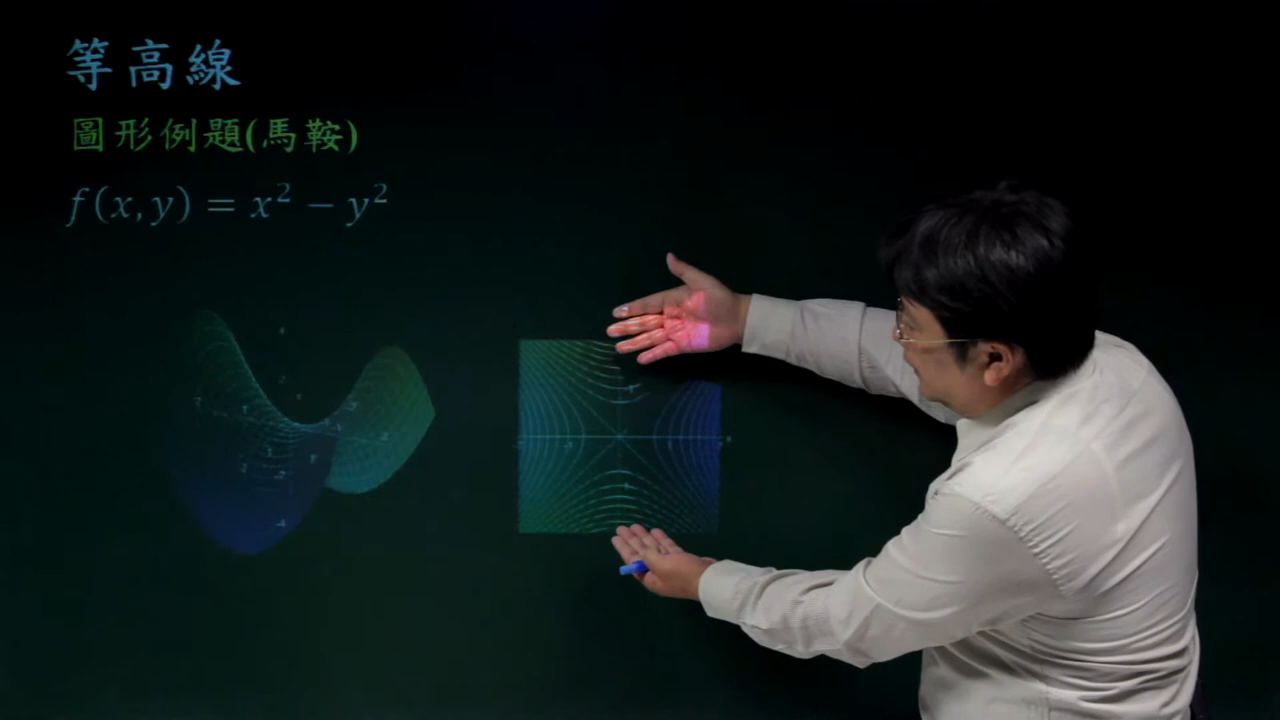 等高線
圖形例題(馬鞍)
f(x,y) = x² − y²